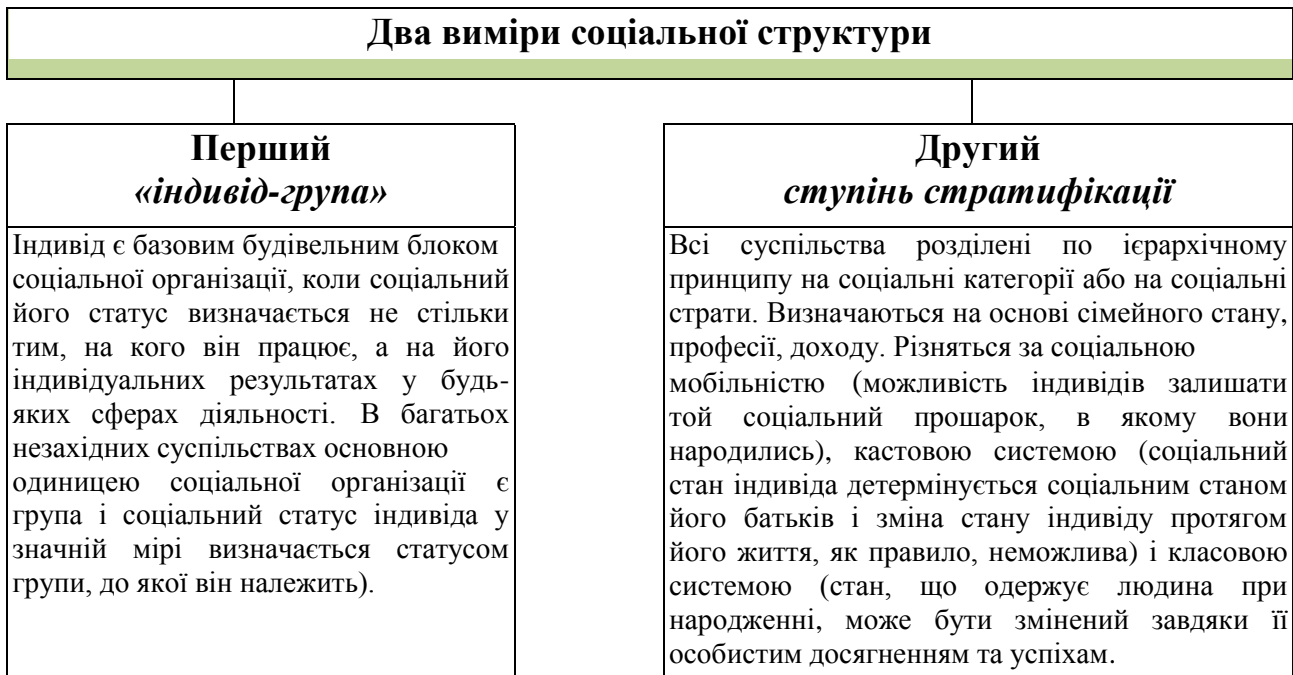 Два виміри соціальної структури
Перший
«індивід-група»
Індивід є базовим будівельним блоком
соціальної організації, коли соціальний
його статус визначається не стільки
тим, на кого він працює, а на його
індивідуальних результатах у будь-
яких сферах діяльності. В багатьох
незахідних суспільствах основною
одиницею соціальної організації є
група і соціальний статус індивіда у
значній мірі визначається статусом
групи, до якої він належить).
Другий
ступінь стратифікації
Всі суспільства розділені по ієрархічному
принципу на соціальні категорії або на соціальні
страти. Визначаються на основі сімейного стану,
професії, доходу. Різняться за соціальною
мобільністю (можливість індивідів залишати
той соціальний прошарок, в якому вони
народились), кастовою системою (соціальний
стан індивіда детермінується соціальним станом
його батьків і зміна стану індивіду протягом
його життя, як правило, неможлива) і класовою
системою (стан, що одержує людина при
народженні, може бути змінений завдяки її
особистим досягненням та успіхам.